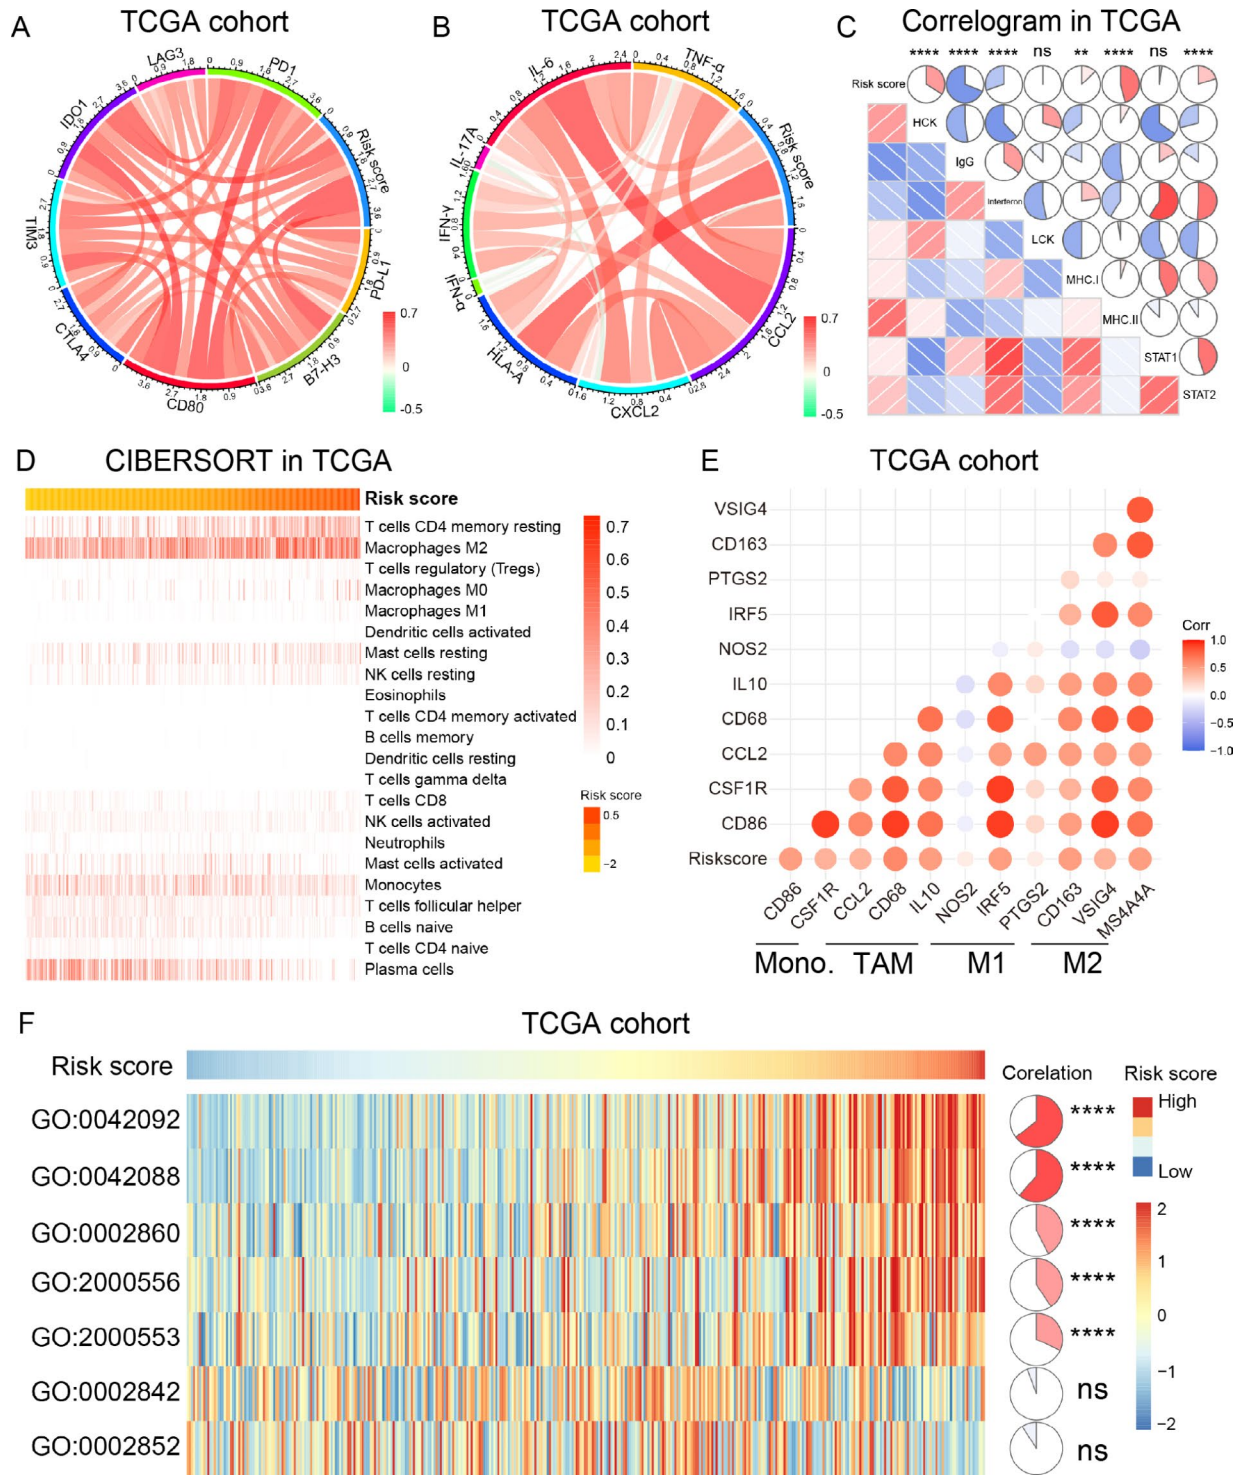 A
TCGA cohort
LAG3
PD1
Risk score
PD-L1
B7-H3
CD80
CTLA4
TIM3
IDO1
0.7
0
-0.5
B
TCGA cohort
IL-6
TNF-α
Risk score
CCL2
CXCL2
HLA-A
IFN-α
IFN-γ
IL-17A
0.7
0
-0.5
C
Correlogram in TCGA
**** **** **** ns ** **** ns ****
Risk score
HCK
IgG
Interferon
LCK
MHC.I
MHC.II
STAT1
STAT2
D
CIBERSORT in TCGA
Risk score
T cells CD4 memory resting
Macrophages M2
T cells regulatory (Tregs)
Macrophages M0
Macrophages M1
Dendritic cells activated
Mast cells resting
NK cells resting
Eosinophils
T cells CD4 memory activated
B cells memory
Dendritic cells resting
T cells gamma delta
T cells CD8
NK cells activated
Neutrophils
Mast cells activated
Monocytes
T cells follicular helper
B cells naive
T cells CD4 naive
Plasma cells
0.7
0.6
0.5
0.4
0.3
0.2
0.1
0
Risk score
0.5
−2
E
TCGA cohort
VSIG4
CD163
PTGS2
IRF5
NOS2
IL10
CD68
CCL2
CSF1R
CD86
Riskscore
CD86
CSF1R
CCL2
CD68
IL10
NOS2
IRF5
PTGS2
CD163
VSIG4
MS4A4A
Mono.
TAM
M1
M2
Corr
1.0
0.5
0.0
−0.5
−1.0
F
TCGA cohort
Risk score
GO:0042092
GO:0042088
GO:0002860
GO:2000556
GO:2000553
GO:0002842
GO:0002852
Corelation
****
****
****
****
****
ns
ns
Risk score
High
Low
2
1
0
−1
−2